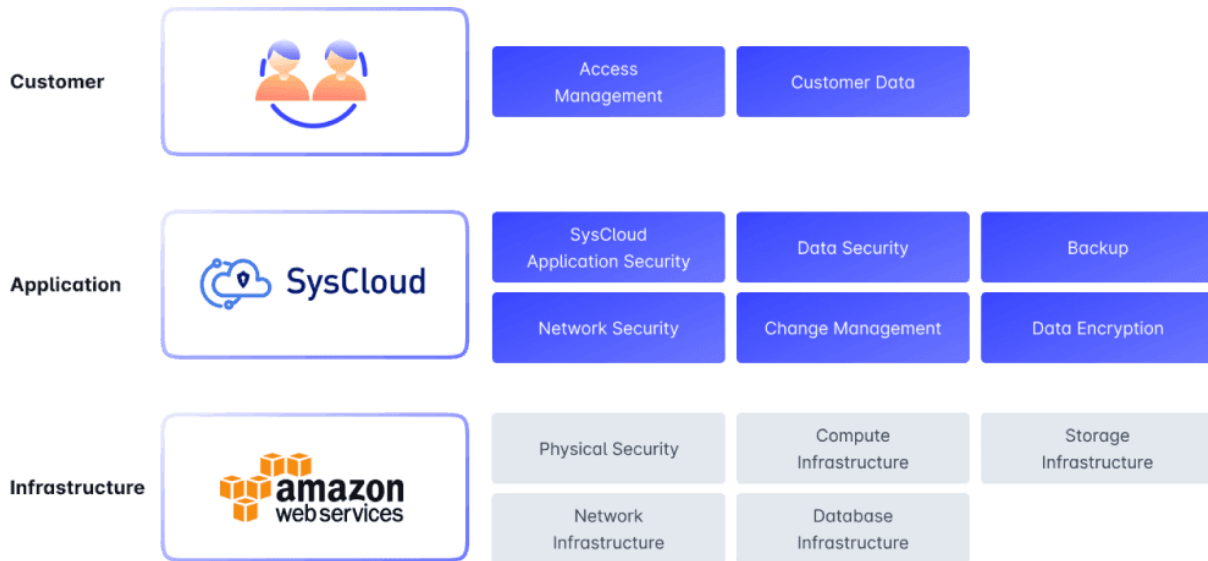 Customer
Access
Management
Customer Data
Application
SysCloud
SysCloud
Application Security
Data Security
Backup
Network Security
Change Management
Data Encryption
Infrastructure
amazon
web services
Physical Security
Compute
Infrastructure
Storage
Infrastructure
Network
Infrastructure
Database
Infrastructure